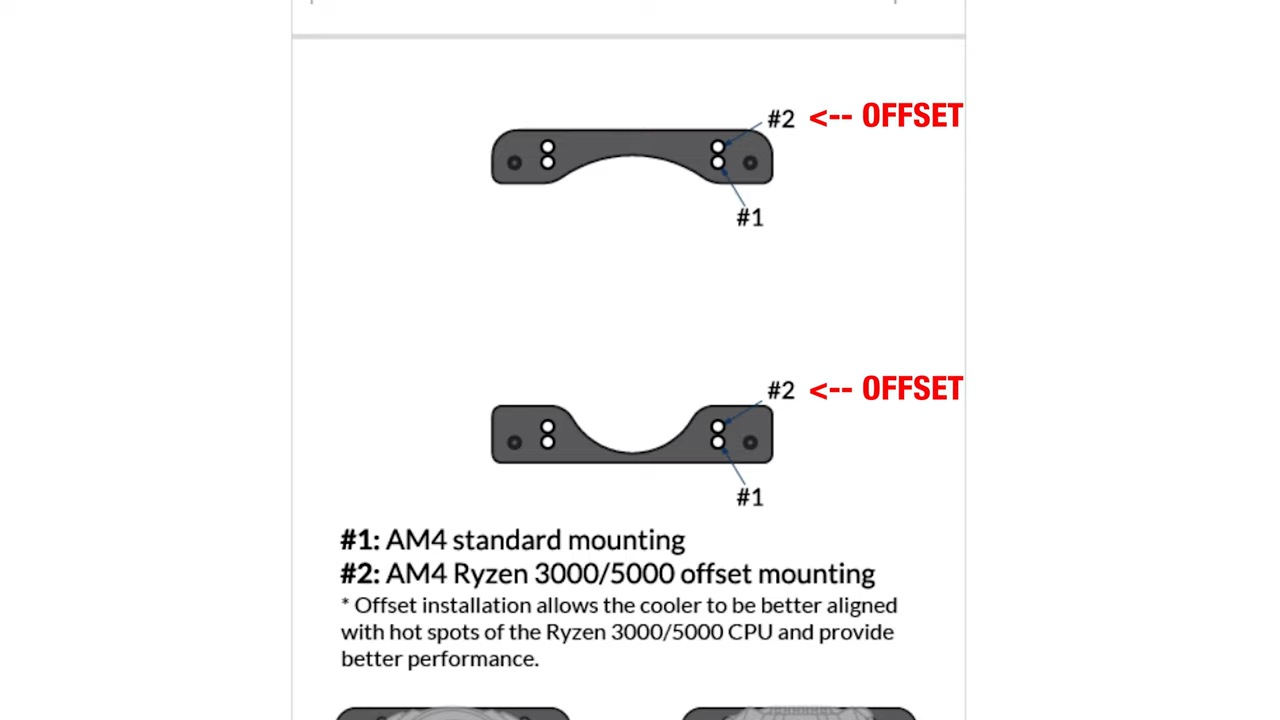 #2 <-- OFFSET
#1
#2 <-- OFFSET
#1
#1: AM4 standard mounting
#2: AM4 Ryzen 3000/5000 offset mounting
* Offset installation allows the cooler to be better aligned
with hot spots of the Ryzen 3000/5000 CPU and provide
better performance.